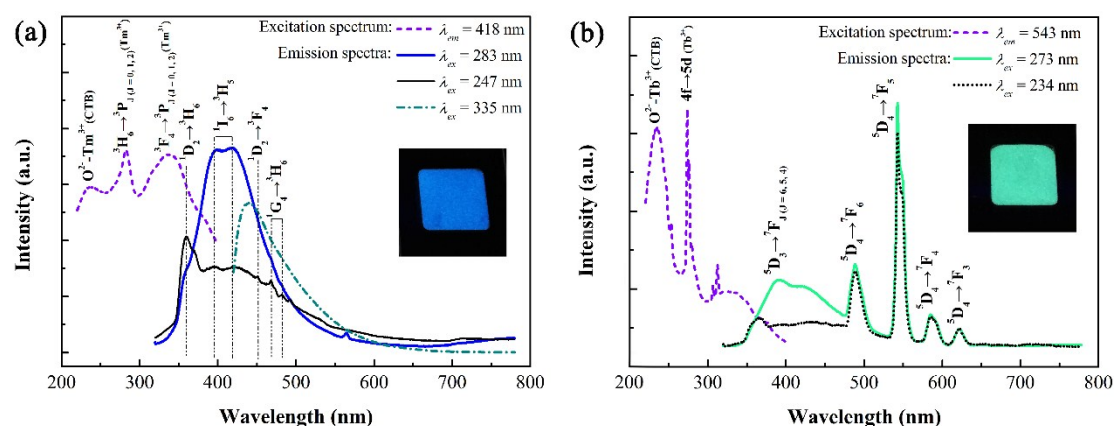 (a)
Excitation spectrum: λem = 418 nm
Emission spectra: λex = 283 nm
λex = 247 nm
λex = 335 nm
O²⁻-Tm³⁺(CTB)
³H₆→³P_J (J = 0, 1, 2) (Tm³⁺)
³F₄→³P_J (J = 0, 1, 2) (Tm³⁺)
¹D₂→³H₆
¹I₆→³H₅
¹D₂→³F₄
¹G₄→³H₆
Intensity (a.u.)
200 300 400 500 600 700 800
Wavelength (nm)
(b)
Excitation spectrum: λem = 543 nm
Emission spectra: λex = 273 nm
λex = 234 nm
O²⁻-Tb³⁺(CTB)
4f→5d (Tb³⁺)
⁵D₃→⁷F_J (J = 6, 5, 4)
⁵D₄→⁷F₆
⁵D₄→⁷F₅
⁵D₄→⁷F₄
⁵D₄→⁷F₃
Intensity (a.u.)
200 300 400 500 600 700 800
Wavelength (nm)